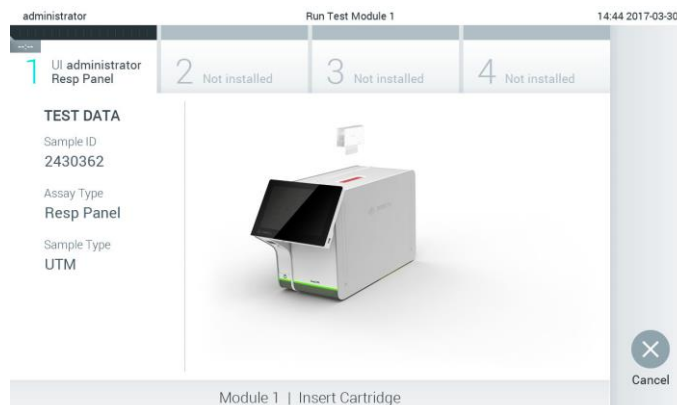 administrator Run Test Module 1 14:44 2017-03-30
--:--
1 UI administrator Resp Panel
2 Not installed
3 Not installed
4 Not installed
TEST DATA
Sample ID
2430362
Assay Type
Resp Panel
Sample Type
UTM
Cancel
Module 1 | Insert Cartridge